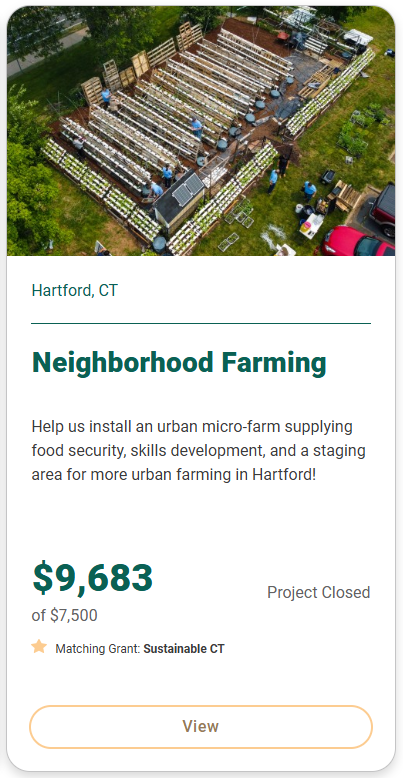 Hartford, CT
Neighborhood Farming
Help us install an urban micro-farm supplying
food security, skills development, and a staging
area for more urban farming in Hartford!
$9,683
Project Closed
of $7,500
Matching Grant: Sustainable CT
View